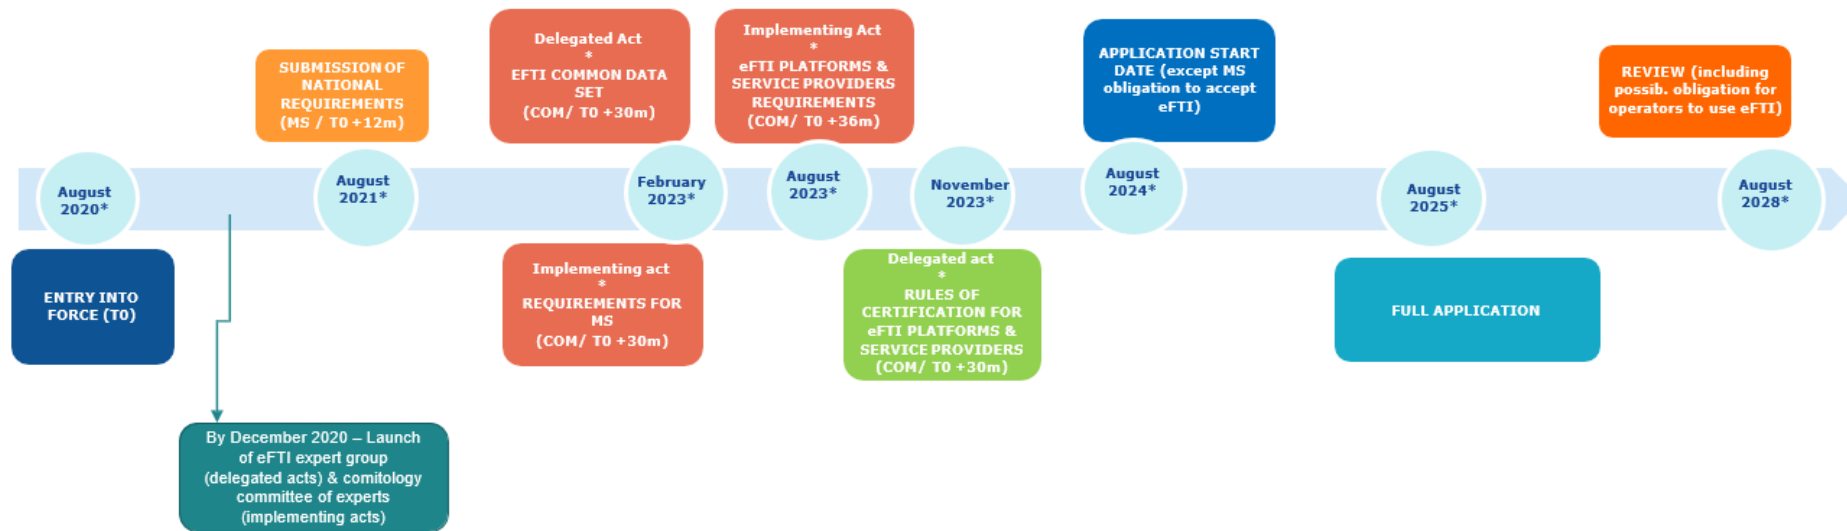 SUBMISSION OF
NATIONAL
REQUIREMENTS
(MS / T0 +12m)
Delegated Act
*
EFTI COMMON DATA
SET
(COM/ T0 +30m)
Implementing Act
*
eFTI PLATFORMS &
SERVICE PROVIDERS
REQUIREMENTS
(COM/ T0 +36m)
APPLICATION START
DATE (except MS
obligation to accept
eFTI)
REVIEW (including
possib. obligation for
operators to use eFTI)
August
2020*
August
2021*
February
2023*
August
2023*
November
2023*
August
2024*
August
2025*
August
2028*
ENTRY INTO
FORCE (T0)
Implementing act
*
REQUIREMENTS FOR
MS
(COM/ T0 +30m)
Delegated act
*
RULES OF
CERTIFICATION FOR
eFTI PLATFORMS &
SERVICE PROVIDERS
(COM/ T0 +30m)
FULL APPLICATION
By December 2020 – Launch
of eFTI expert group
(delegated acts) & comitology
committee of experts
(implementing acts)